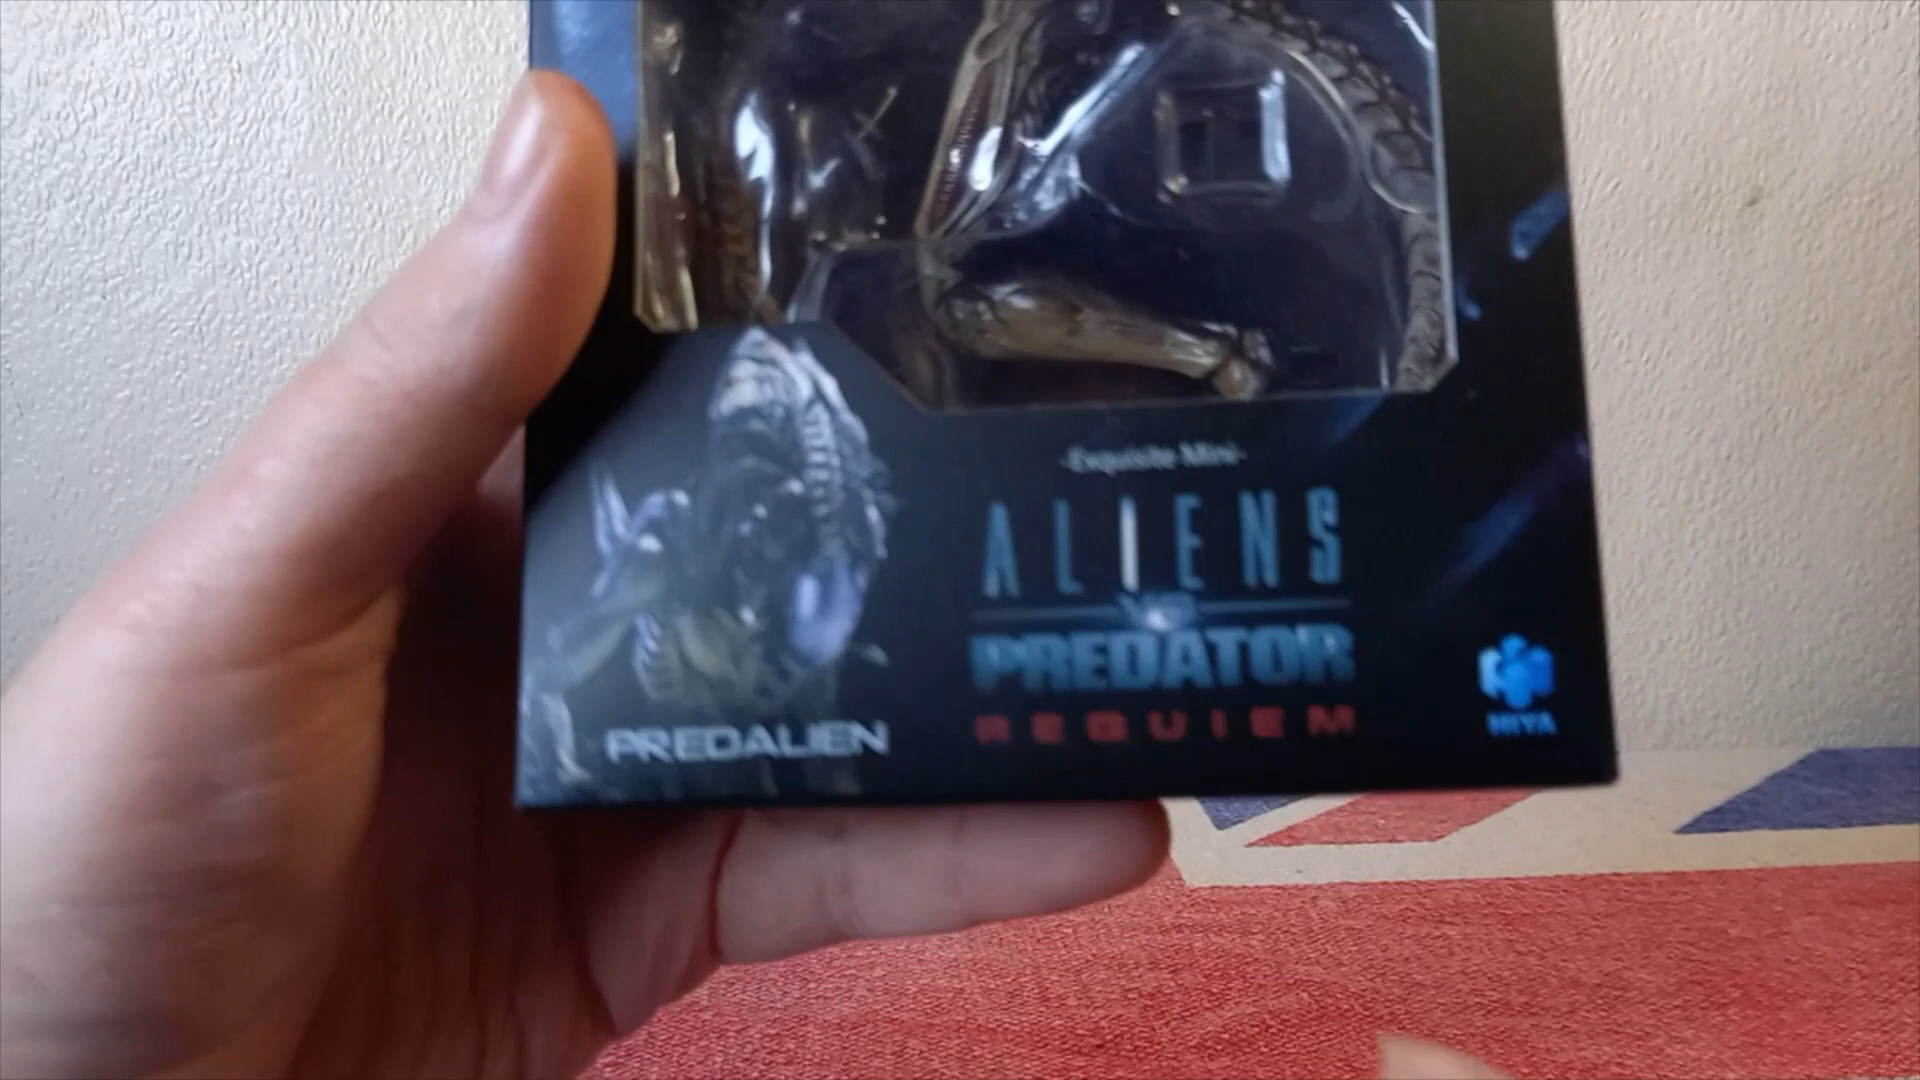 -Exquisite Mini-
ALIENS
VS
PREDATOR
REQUIEM
PREDALIEN
HIYA